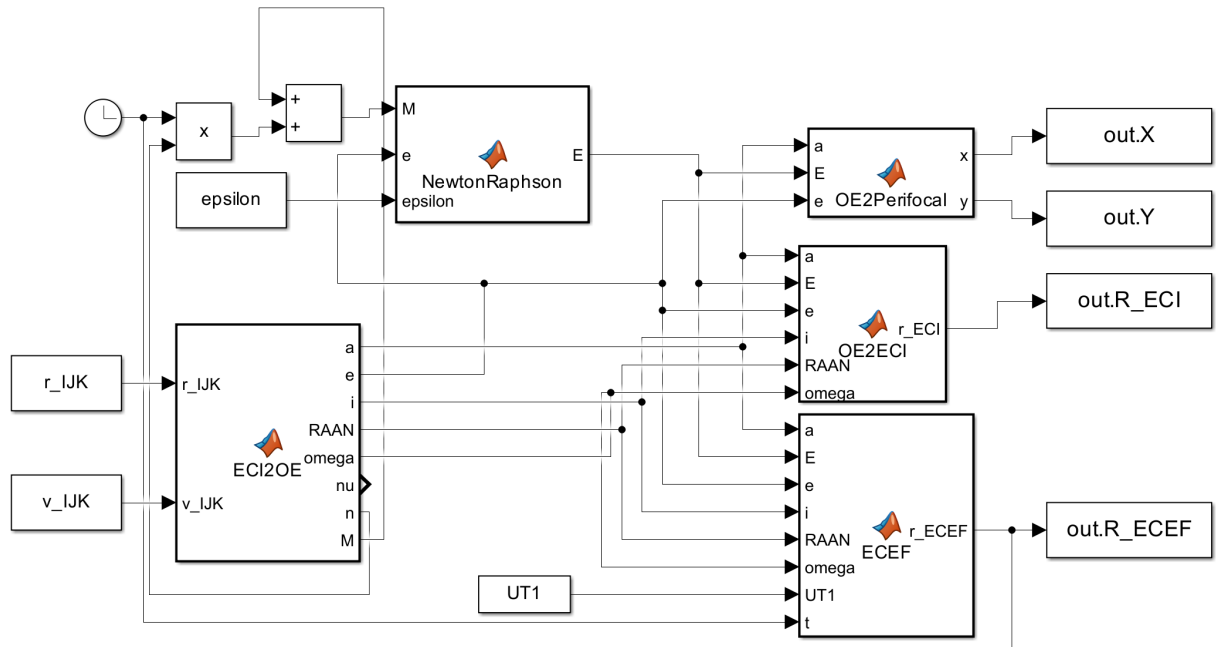 +
+
x
epsilon
M
e
epsilon
E
NewtonRaphson
a
E
e
x
y
OE2Perifocal
out.X
out.Y
a
E
e
i
RAAN
omega
r_ECI
OE2ECI
out.R_ECI
r_IJK
v_IJK
r_IJK
v_IJK
ECI2OE
a
e
i
RAAN
omega
nu
n
M
a
E
e
i
RAAN
omega
UT1
t
r_ECEF
ECEF
out.R_ECEF
UT1